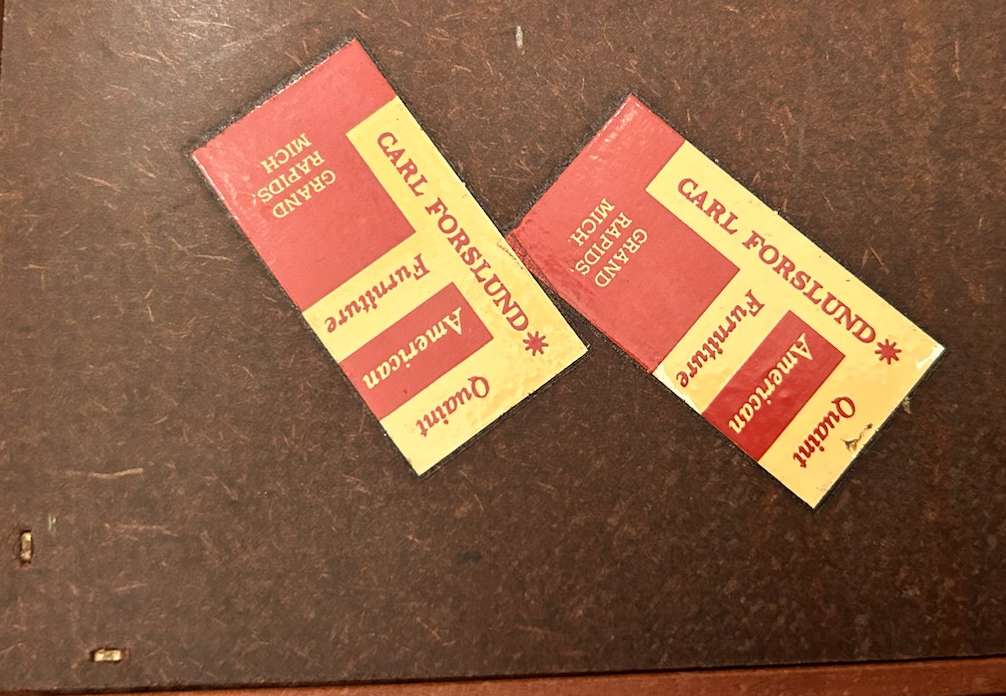 CARL FORSLUND*
Quaint
American
Furniture
GRAND
RAPIDS,
MICH
CARL FORSLUND*
Quaint
American
Furniture
GRAND
RAPIDS,
MICH.